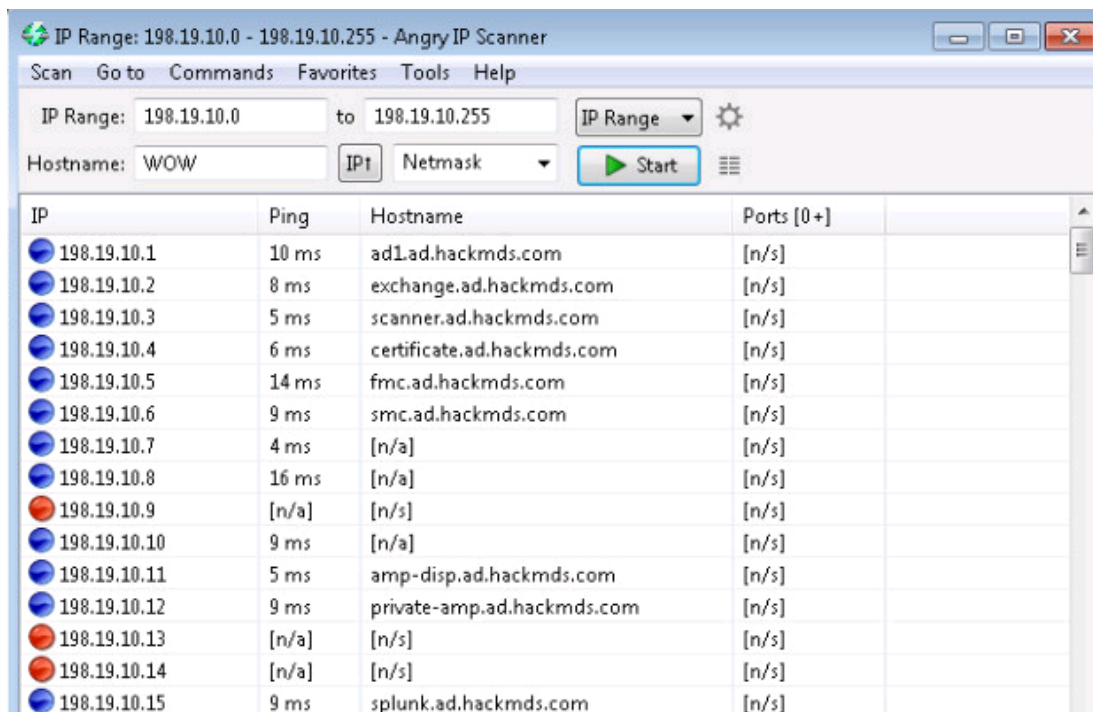 IP Range: 198.19.10.0 - 198.19.10.255 - Angry IP Scanner
Scan Go to Commands Favorites Tools Help
IP Range: 198.19.10.0 to 198.19.10.255 IP Range
Hostname: WOW IP↑ Netmask Start
IP Ping Hostname Ports [0+]
198.19.10.1 10 ms ad1.ad.hackmds.com [n/s]
198.19.10.2 8 ms exchange.ad.hackmds.com [n/s]
198.19.10.3 5 ms scanner.ad.hackmds.com [n/s]
198.19.10.4 6 ms certificate.ad.hackmds.com [n/s]
198.19.10.5 14 ms fmc.ad.hackmds.com [n/s]
198.19.10.6 9 ms smc.ad.hackmds.com [n/s]
198.19.10.7 4 ms [n/a] [n/s]
198.19.10.8 16 ms [n/a] [n/s]
198.19.10.9 [n/a] [n/s] [n/s]
198.19.10.10 9 ms [n/a] [n/s]
198.19.10.11 5 ms amp-disp.ad.hackmds.com [n/s]
198.19.10.12 9 ms private-amp.ad.hackmds.com [n/s]
198.19.10.13 [n/a] [n/s] [n/s]
198.19.10.14 [n/a] [n/s] [n/s]
198.19.10.15 9 ms splunk.ad.hackmds.com [n/s]